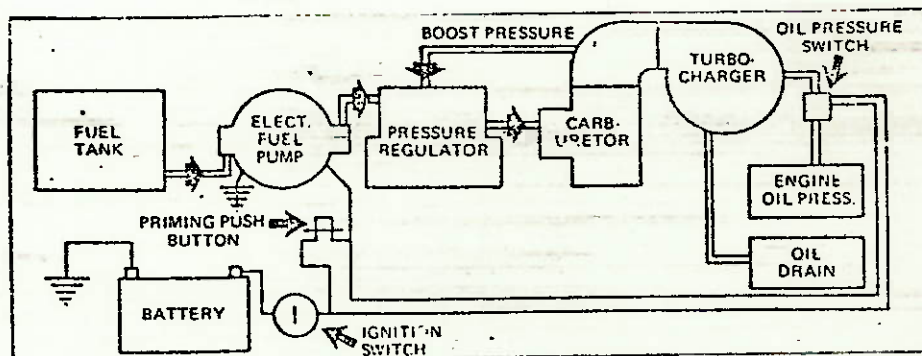 BOOST PRESSURE
OIL PRESSURE
SWITCH
TURBO-
CHARGER
FUEL
TANK
ELECT.
FUEL
PUMP
PRESSURE
REGULATOR
CARB-
URETOR
ENGINE
OIL PRESS.
PRIMING PUSH
BUTTON
OIL
DRAIN
BATTERY
IGNITION
SWITCH